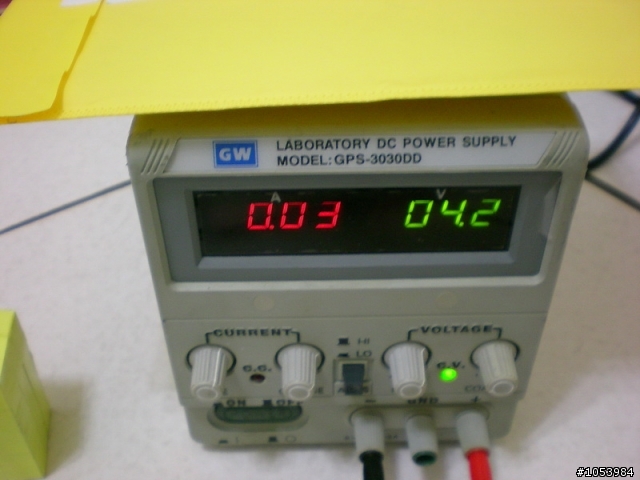 GW
LABORATORY DC POWER SUPPLY
MODEL: GPS-3030DD
A V
0.03 04.2
CURRENT VOLTAGE
HI
LO
C.C. C.V.
ON OFF
GND
#1053984